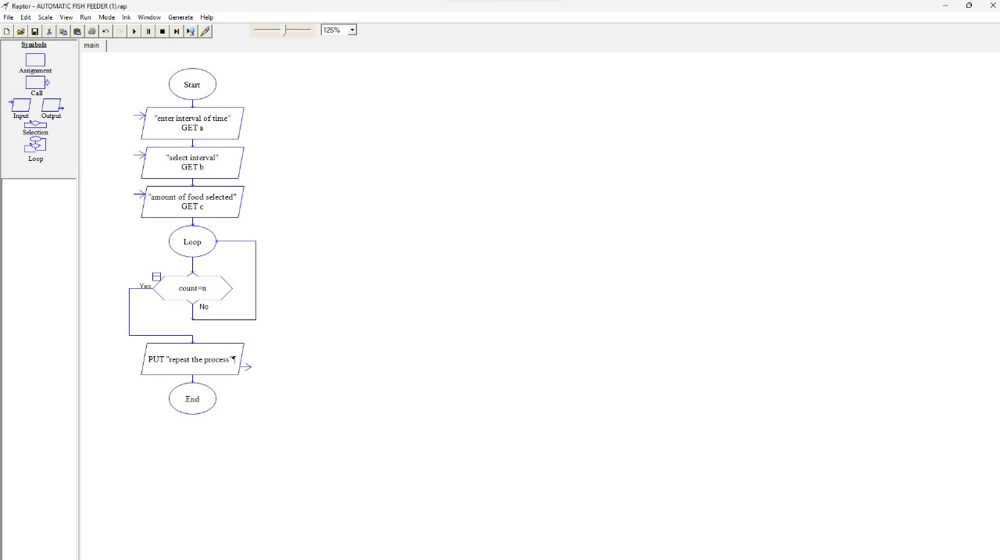 Raptor - AUTOMATIC FISH FEEDER (1).rap
File Edit Scale View Run Mode Ink Window Generate Help
125%
Symbols
Assignment
Call
Input Output
Selection
Loop
main
Start
"enter interval of time"
GET a
"select interval"
GET b
"amount of food selected"
GET c
Loop
Yes
count=n
No
PUT "repeat the process"¶
End